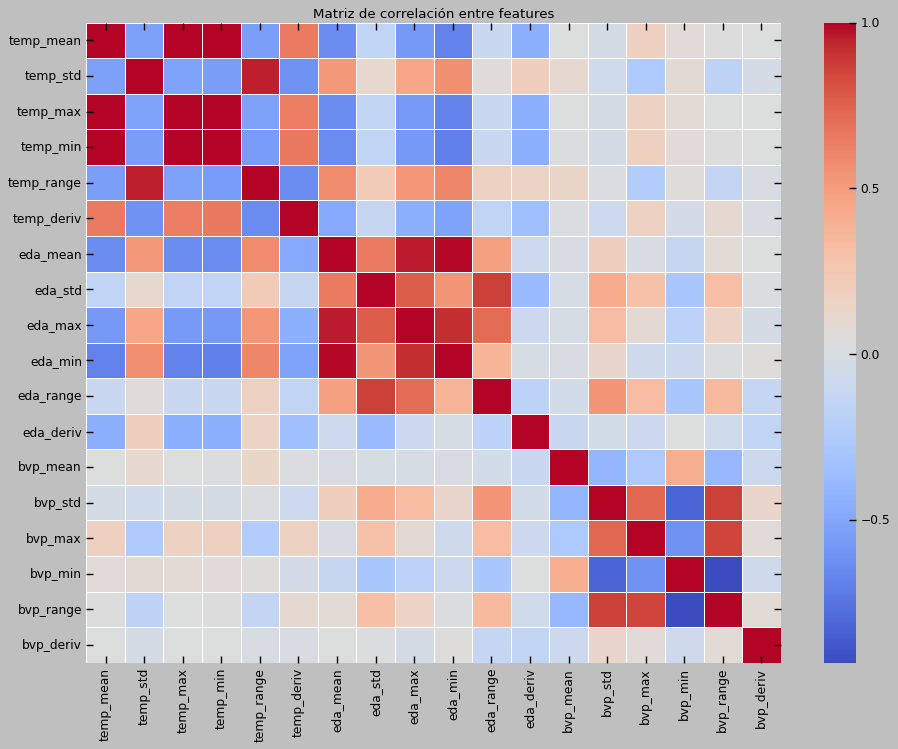 Matriz de correlación entre features
temp_mean
temp_std
temp_max
temp_min
temp_range
temp_deriv
eda_mean
eda_std
eda_max
eda_min
eda_range
eda_deriv
bvp_mean
bvp_std
bvp_max
bvp_min
bvp_range
bvp_deriv
temp_mean
temp_std
temp_max
temp_min
temp_range
temp_deriv
eda_mean
eda_std
eda_max
eda_min
eda_range
eda_deriv
bvp_mean
bvp_std
bvp_max
bvp_min
bvp_range
bvp_deriv
1.0
0.5
0.0
−0.5